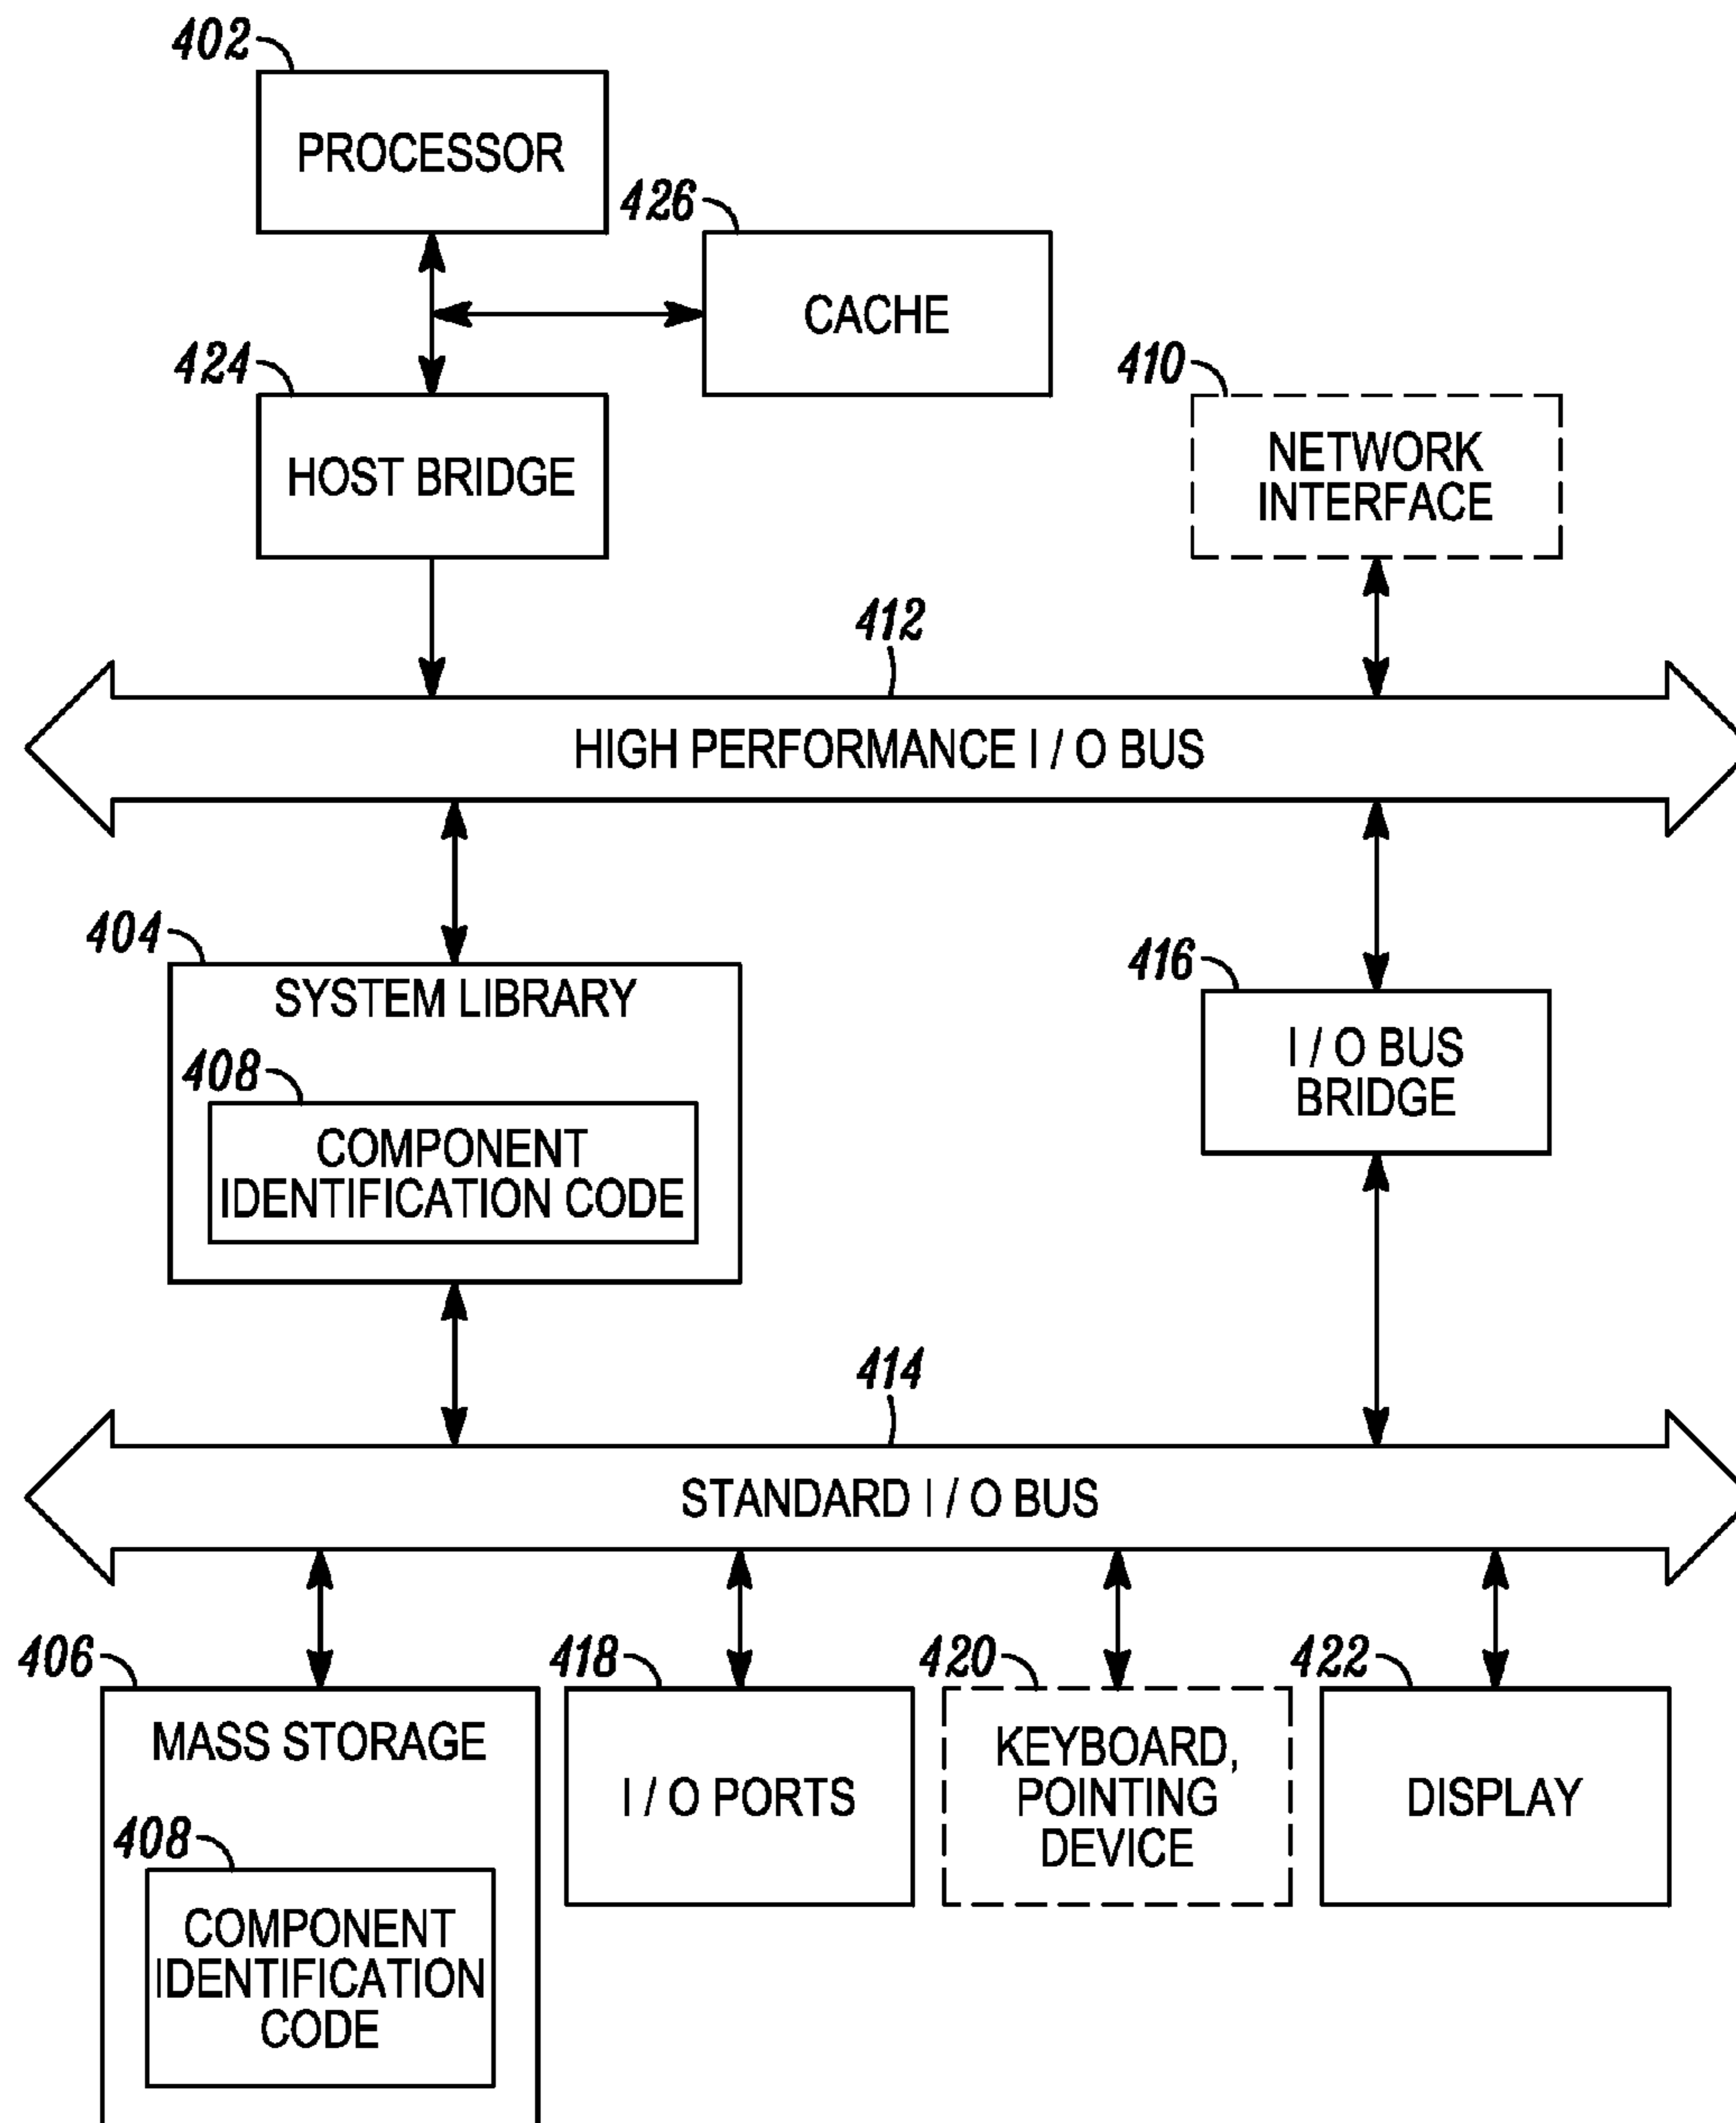 402
PROCESSOR
426
CACHE
424
HOST BRIDGE
410
NETWORK
INTERFACE
412
HIGH PERFORMANCE I / O BUS
404
SYSTEM LIBRARY
408
COMPONENT
IDENTIFICATION CODE
416
I / O BUS
BRIDGE
414
STANDARD I / O BUS
406
MASS STORAGE
408
COMPONENT
IDENTIFICATION
CODE
418
I / O PORTS
420
KEYBOARD,
POINTING
DEVICE
422
DISPLAY